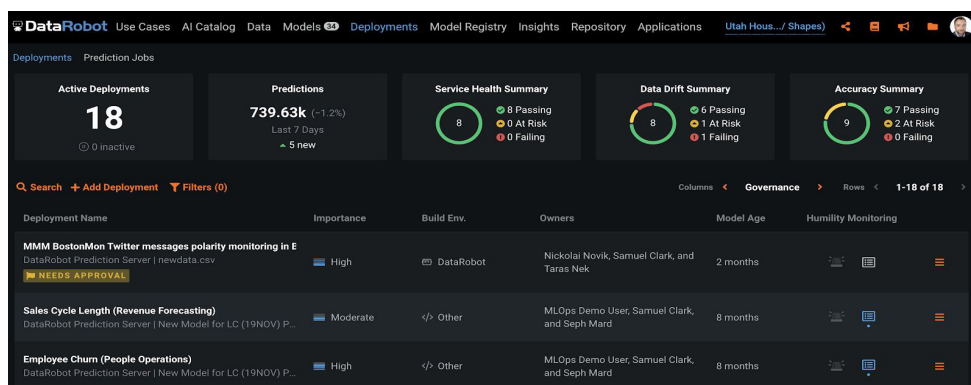 DataRobot Use Cases AI Catalog Data Models 34 Deployments Model Registry Insights Repository Applications Utah Hous.../ Shapes)
Deployments Prediction Jobs
Active Deployments
18
0 inactive
Predictions
739.63k (−1.2%)
Last 7 Days
5 new
Service Health Summary
8
8 Passing
0 At Risk
0 Failing
Data Drift Summary
8
6 Passing
1 At Risk
1 Failing
Accuracy Summary
9
7 Passing
2 At Risk
0 Failing
Search + Add Deployment Filters (0) Columns < Governance > Rows < 1-18 of 18 >
Deployment Name Importance Build Env. Owners Model Age Humility Monitoring
MMM BostonMon Twitter messages polarity monitoring in E
DataRobot Prediction Server | newdata.csv
NEEDS APPROVAL
High
DataRobot
Nickolai Novik, Samuel Clark, and
Taras Nek
2 months
Sales Cycle Length (Revenue Forecasting)
DataRobot Prediction Server | New Model for LC (19NOV) P...
Moderate
</> Other
MLOps Demo User, Samuel Clark,
and Seph Mard
8 months
Employee Churn (People Operations)
DataRobot Prediction Server | New Model for LC (19NOV) P...
High
</> Other
MLOps Demo User, Samuel Clark,
and Seph Mard
8 months